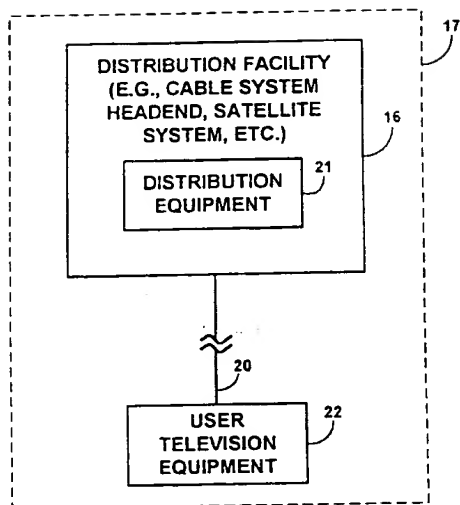 17
DISTRIBUTION FACILITY
(E.G., CABLE SYSTEM
HEADEND, SATELLITE
SYSTEM, ETC.)
16
21
DISTRIBUTION
EQUIPMENT
20
22
USER
TELEVISION
EQUIPMENT